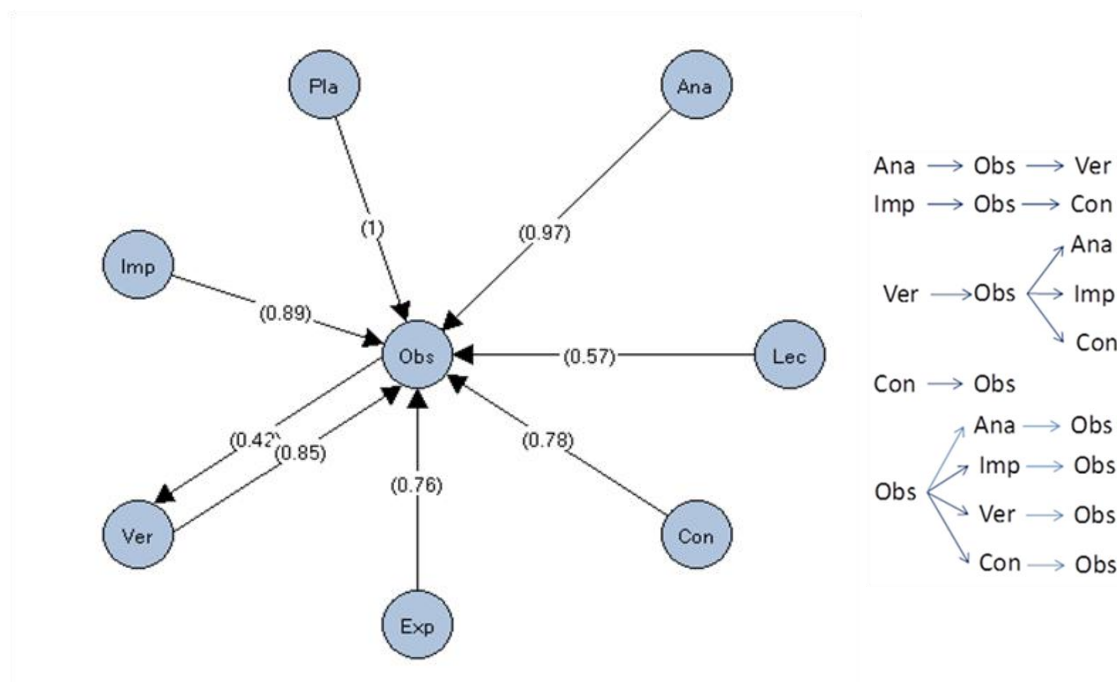 Pla
Ana
(1)
(0.97)
Imp
(0.89)
Obs
(0.57)
Lec
(0.42)
(0.85)
(0.78)
(0.76)
Ver
Con
Exp
Ana → Obs → Ver
Imp → Obs → Con
Ana
Ver → Obs → Imp
Con
Con → Obs
Ana → Obs
Imp → Obs
Obs
Ver → Obs
Con → Obs